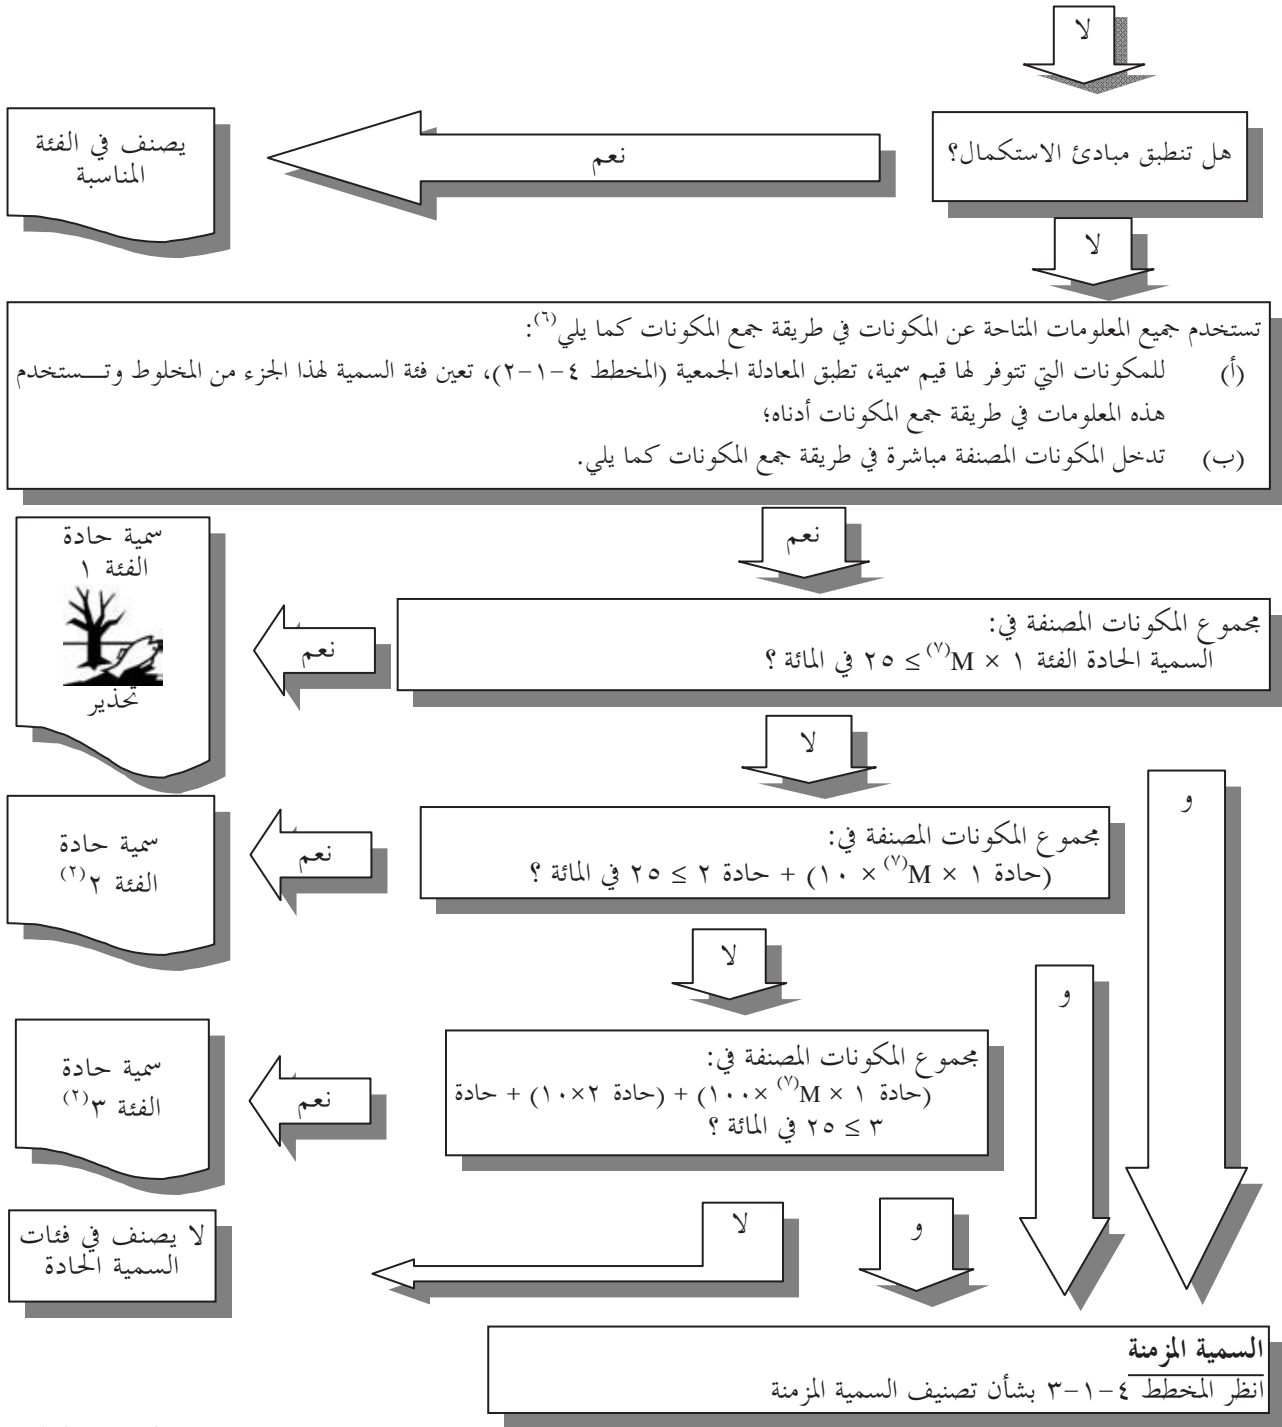 لا
هل تنطبق مبادئ الاستكمال؟
نعم
يصنف في الفئة
المناسبة
لا
تستخدم جميع المعلومات المتاحة عن المكونات في طريقة جمع المكونات كما يلي(٦):
(أ) للمكونات التي تتوفر لها قيم سمية، تطبق المعادلة الجمعية (المخطط ٤-١-٢)، تعين فئة السمية لهذا الجزء من المخلوط وتـــستخدم
هذه المعلومات في طريقة جمع المكونات أدناه؛
(ب) تدخل المكونات المصنفة مباشرة في طريقة جمع المكونات كما يلي.
نعم
مجموع المكونات المصنفة في:
السمية الحادة الفئة ١ × M(٧) ≤ ٢٥ في المائة ؟
نعم
سمية حادة
الفئة ١
تحذير
لا
و
مجموع المكونات المصنفة في:
(حادة ١ × M(٧) × ١٠) + حادة ٢ ≤ ٢٥ في المائة ؟
نعم
سمية حادة
الفئة ٢(٢)
لا
و
مجموع المكونات المصنفة في:
(حادة ١ × M(٧) ×١٠٠) + (حادة ٢×١٠) + حادة
٣ ≤ ٢٥ في المائة ؟
نعم
سمية حادة
الفئة ٣(٢)
و
لا
لا يصنف في فئات
السمية الحادة
السمية المزمنة
انظر المخطط ٤-١-٣ بشأن تصنيف السمية المزمنة